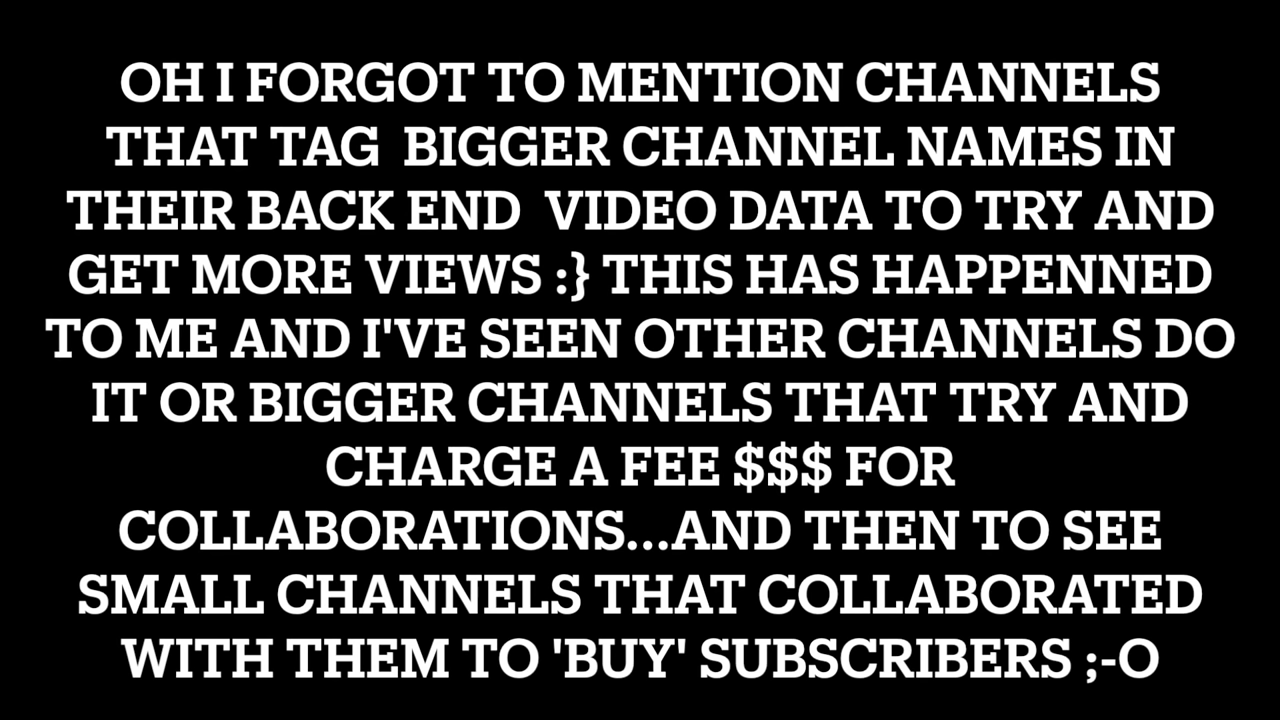 OH I FORGOT TO MENTION CHANNELS
THAT TAG  BIGGER CHANNEL NAMES IN
THEIR BACK END  VIDEO DATA TO TRY AND
GET MORE VIEWS :} THIS HAS HAPPENNED
TO ME AND I'VE SEEN OTHER CHANNELS DO
IT OR BIGGER CHANNELS THAT TRY AND
CHARGE A FEE $$$ FOR
COLLABORATIONS...AND THEN TO SEE
SMALL CHANNELS THAT COLLABORATED
WITH THEM TO 'BUY' SUBSCRIBERS ;-O